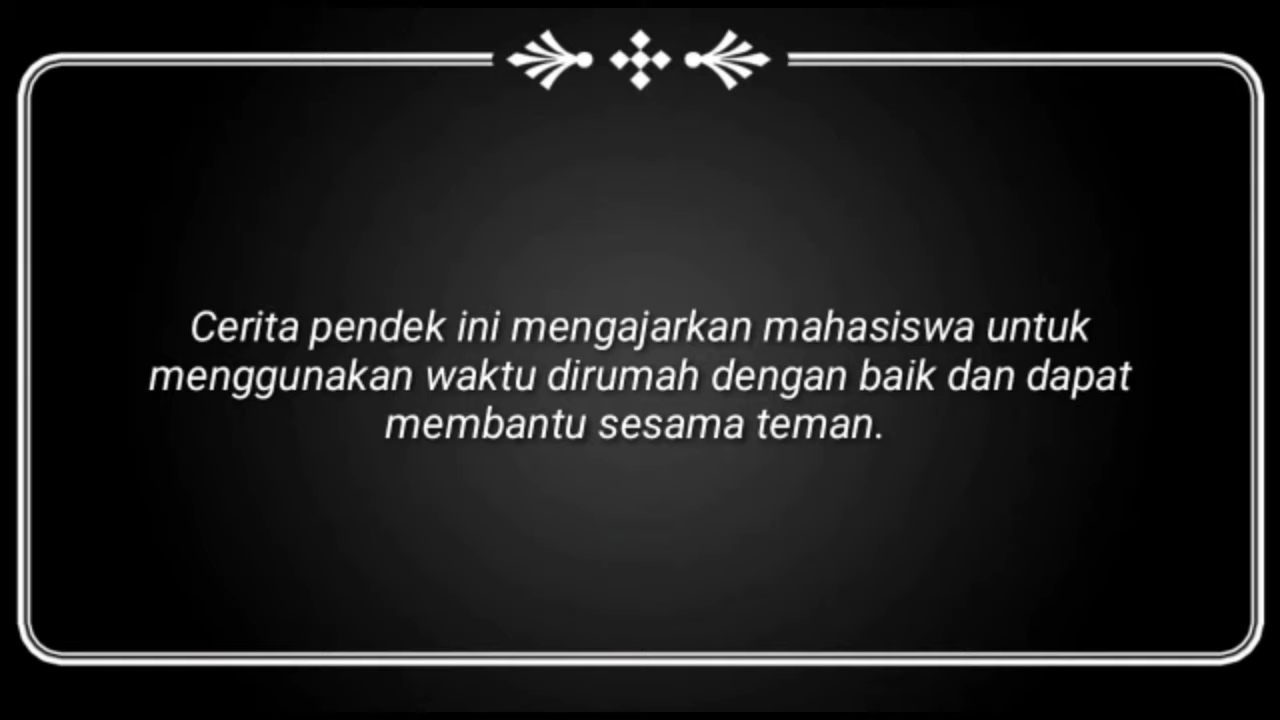 Cerita pendek ini mengajarkan mahasiswa untuk
menggunakan waktu dirumah dengan baik dan dapat
membantu sesama teman.